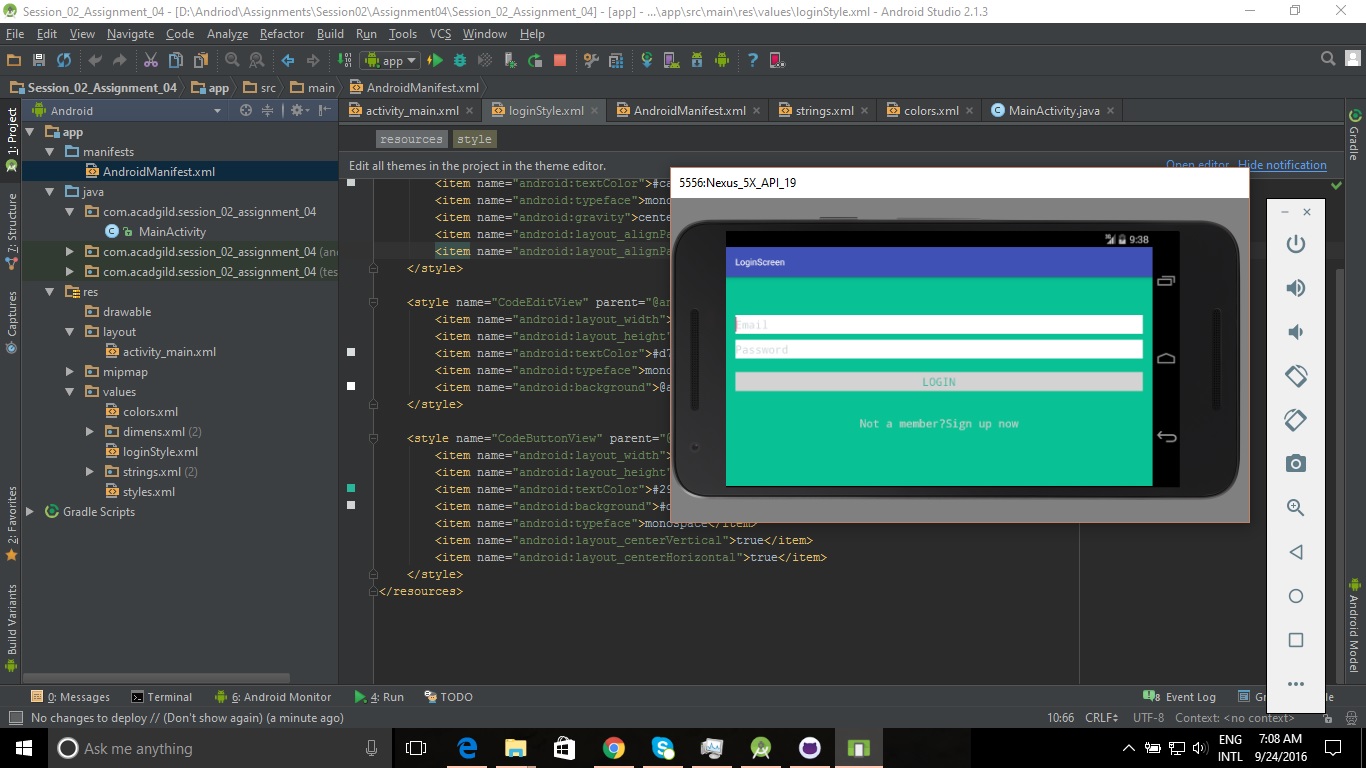 Session_02_Assignment_04 - [D:\Andriod\Assignments\Session02\Assignment04\Session_02_Assignment_04] - [app] - ...\app\src\main\res\values\loginStyle.xml - Android Studio 2.1.3
File Edit View Navigate Code Analyze Refactor Build Run Tools VCS Window Help
app
Session_02_Assignment_04 app src main AndroidManifest.xml
Android
activity_main.xml loginStyle.xml AndroidManifest.xml strings.xml colors.xml MainActivity.java
1: Project
7: Structure
Captures
2: Favorites
Build Variants
app
manifests
AndroidManifest.xml
java
com.acadgild.session_02_assignment_04
MainActivity
com.acadgild.session_02_assignment_04 (an
com.acadgild.session_02_assignment_04 (tes
res
drawable
layout
activity_main.xml
mipmap
values
colors.xml
dimens.xml (2)
loginStyle.xml
strings.xml (2)
styles.xml
Gradle Scripts
resources style
Edit all themes in the project in the theme editor. Open editor Hide notification
<item name="android:textColor">#ca
<item name="android:typeface">mono
<item name="android:gravity">cente
<item name="android:layout_alignPa
<item name="android:layout_alignPa
</style>
<style name="CodeEditView" parent="@an
<item name="android:layout_width">
<item name="android:layout_height"
<item name="android:textColor">#d7
<item name="android:typeface">mono
<item name="android:background">@a
</style>
<style name="CodeButtonView" parent="@
<item name="android:layout_width">
<item name="android:layout_height"
<item name="android:textColor">#29
<item name="android:background">#d
<item name="android:typeface">monospace</item>
<item name="android:layout_centerVertical">true</item>
<item name="android:layout_centerHorizontal">true</item>
</style>
</resources>
5556:Nexus_5X_API_19
9:38
LoginScreen
Email
Password
LOGIN
Not a member?Sign up now
Gradle
Android Model
0: Messages Terminal 6: Android Monitor 4: Run TODO 8 Event Log Gr le
No changes to deploy // (Don't show again) (a minute ago) 10:66 CRLF UTF-8 Context: <no context>
Ask me anything
ENG
INTL
7:08 AM
9/24/2016